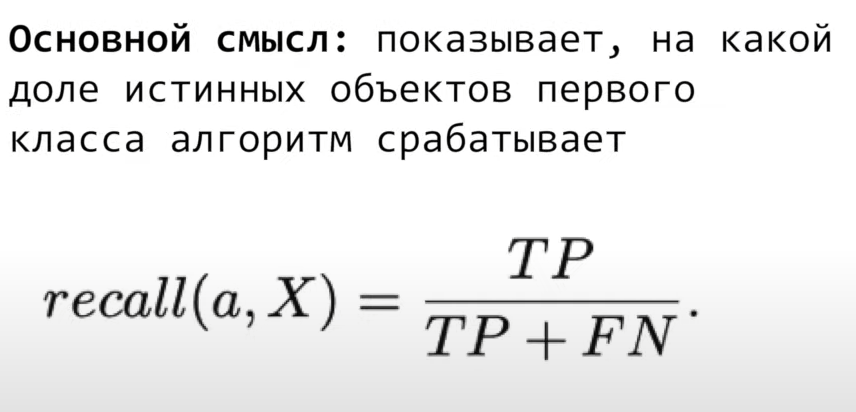 Основной смысл: показывает, на какой
доле истинных объектов первого
класса алгоритм срабатывает
recall(a, X) = TP / (TP + FN).